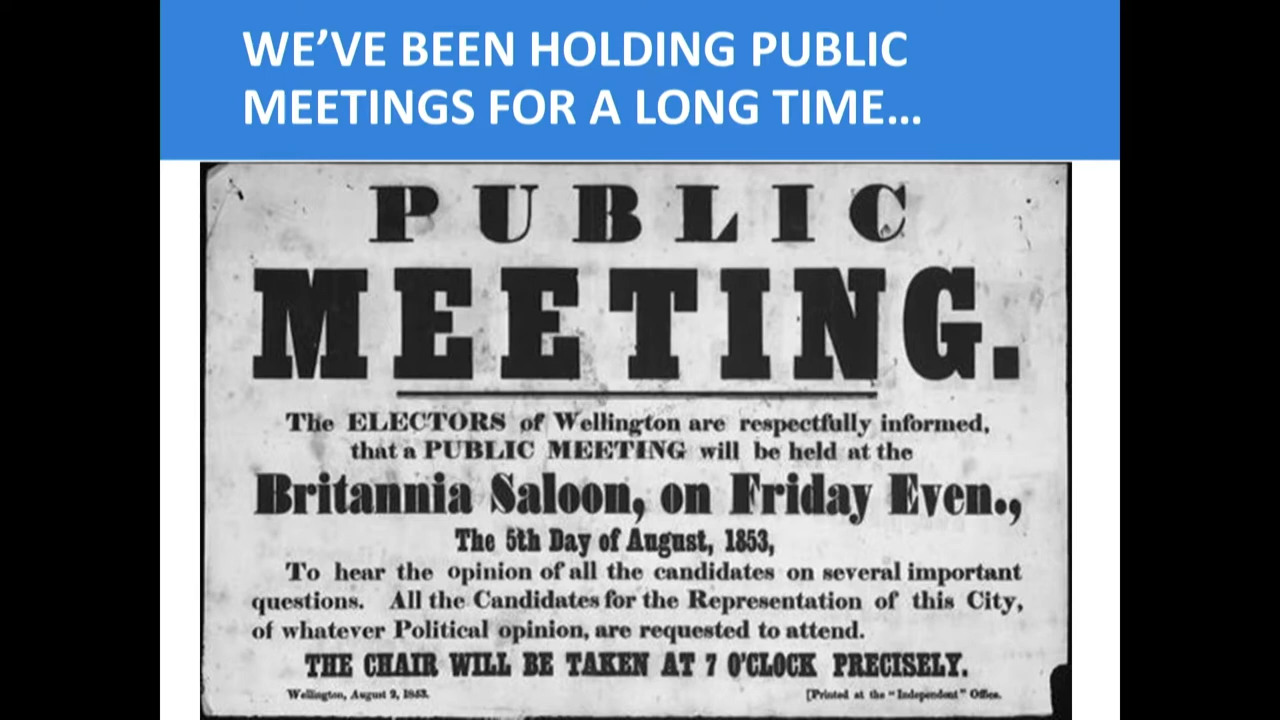 WE'VE BEEN HOLDING PUBLIC
MEETINGS FOR A LONG TIME...
PUBLIC
MEETING.
The ELECTORS of Wellington are respectfully informed,
that a PUBLIC MEETING will be held at the
Britannia Saloon, on Friday Even.,
The 5th Day of August, 1853,
To hear the opinion of all the candidates on several important
questions. All the Candidates for the Representation of this City,
of whatever Political opinion, are requested to attend.
THE CHAIR WILL BE TAKEN AT 7 O'CLOCK PRECISELY.
Wellington, August 2, 1853.
[Printed at the "Independent" Office.